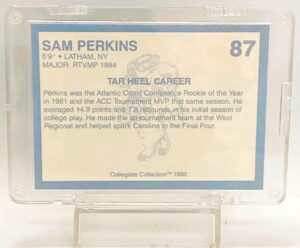 SAM PERKINS
87
6'9" • LATHAM, NY
MAJOR: RTVMP 1984
TAR HEEL CAREER
Perkins was the Atlantic Coast Conference Rookie of the Year
in 1981 and the ACC Tournament MVP that same season. He
averaged 14.9 points and 7.8 rebounds in his initial season of
college play. He made the all-tournament team at the West
Regional and helped spark Carolina to the Final Four.
Collegiate Collection™ 1990